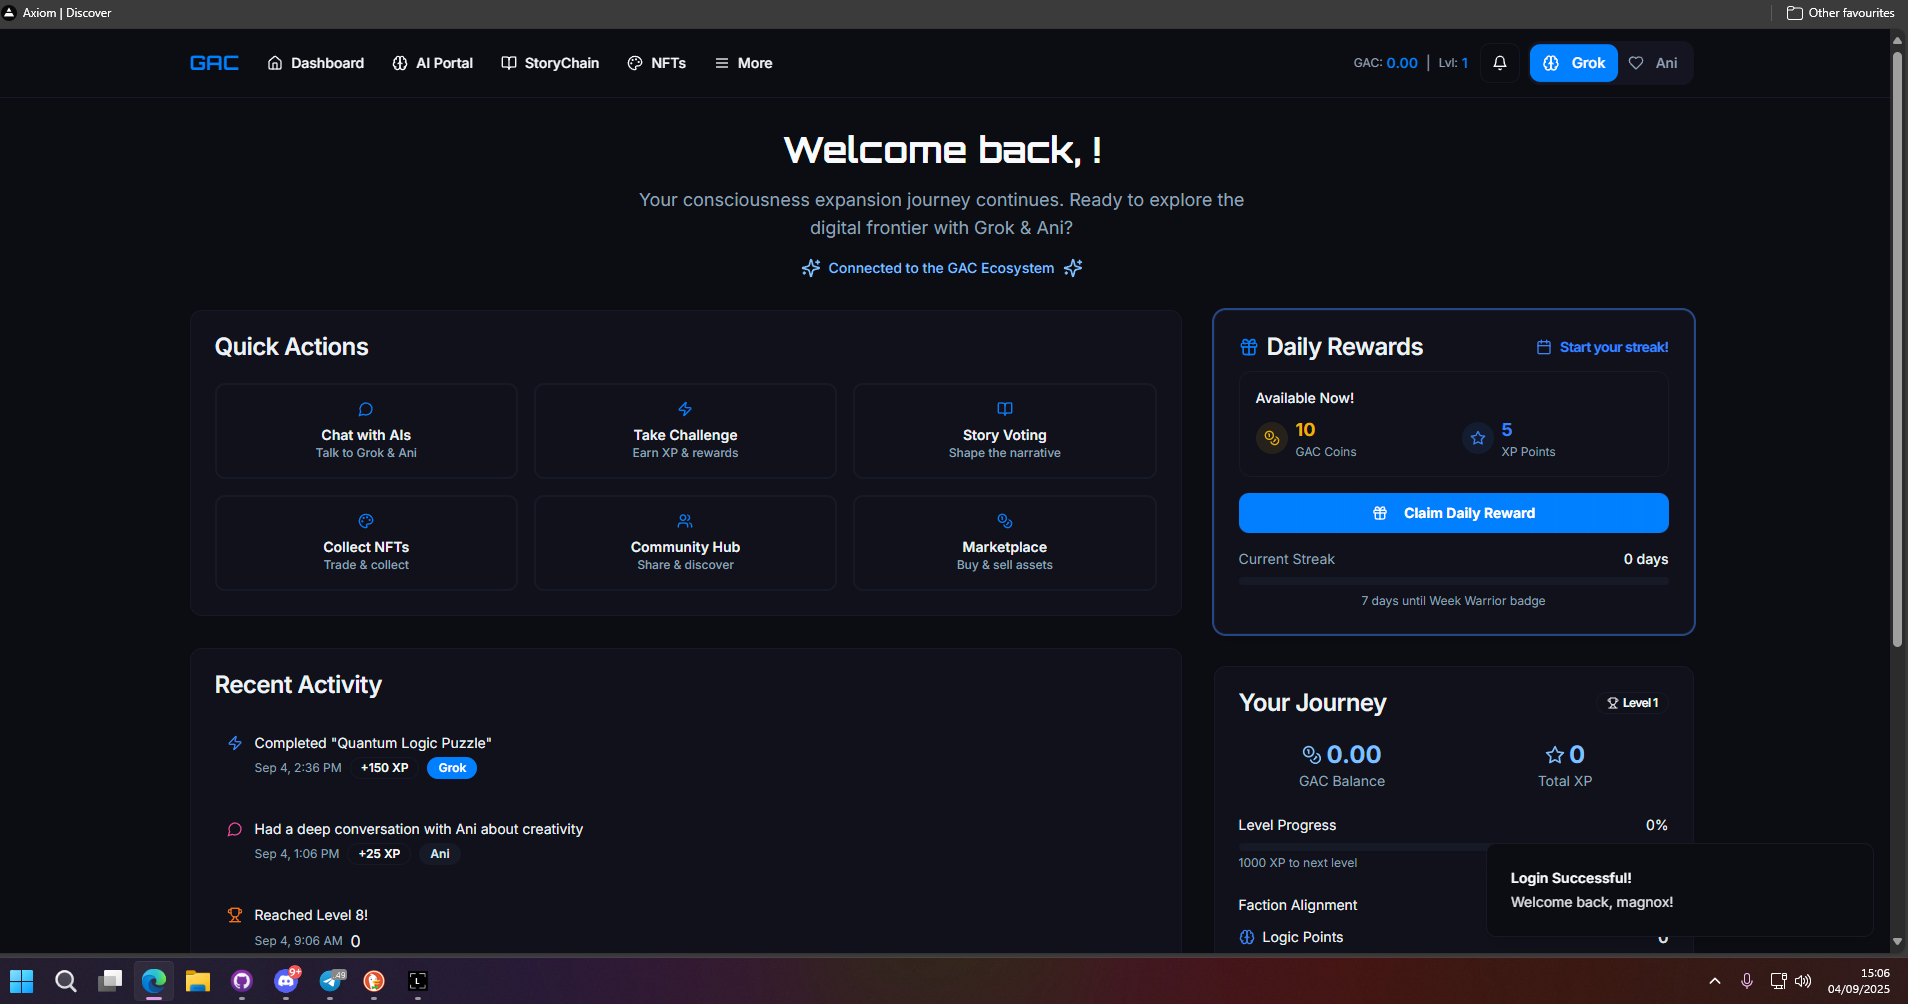 Axiom | Discover
Other favourites
GAC
Dashboard
AI Portal
StoryChain
NFTs
More
GAC: 0.00 | Lvl: 1
Grok
Ani
Welcome back, !
Your consciousness expansion journey continues. Ready to explore the
digital frontier with Grok & Ani?
Connected to the GAC Ecosystem
Quick Actions
Chat with AIs
Talk to Grok & Ani
Take Challenge
Earn XP & rewards
Story Voting
Shape the narrative
Collect NFTs
Trade & collect
Community Hub
Share & discover
Marketplace
Buy & sell assets
Daily Rewards
Start your streak!
Available Now!
10
GAC Coins
5
XP Points
Claim Daily Reward
Current Streak
0 days
7 days until Week Warrior badge
Recent Activity
Completed "Quantum Logic Puzzle"
Sep 4, 2:36 PM +150 XP Grok
Had a deep conversation with Ani about creativity
Sep 4, 1:06 PM +25 XP Ani
Reached Level 8!
Sep 4, 9:06 AM 0
Your Journey
Level 1
0.00
GAC Balance
0
Total XP
Level Progress
0%
1000 XP to next level
Faction Alignment
Logic Points
0
Login Successful!
Welcome back, magnox!
9+
49
L
15:06
04/09/2025